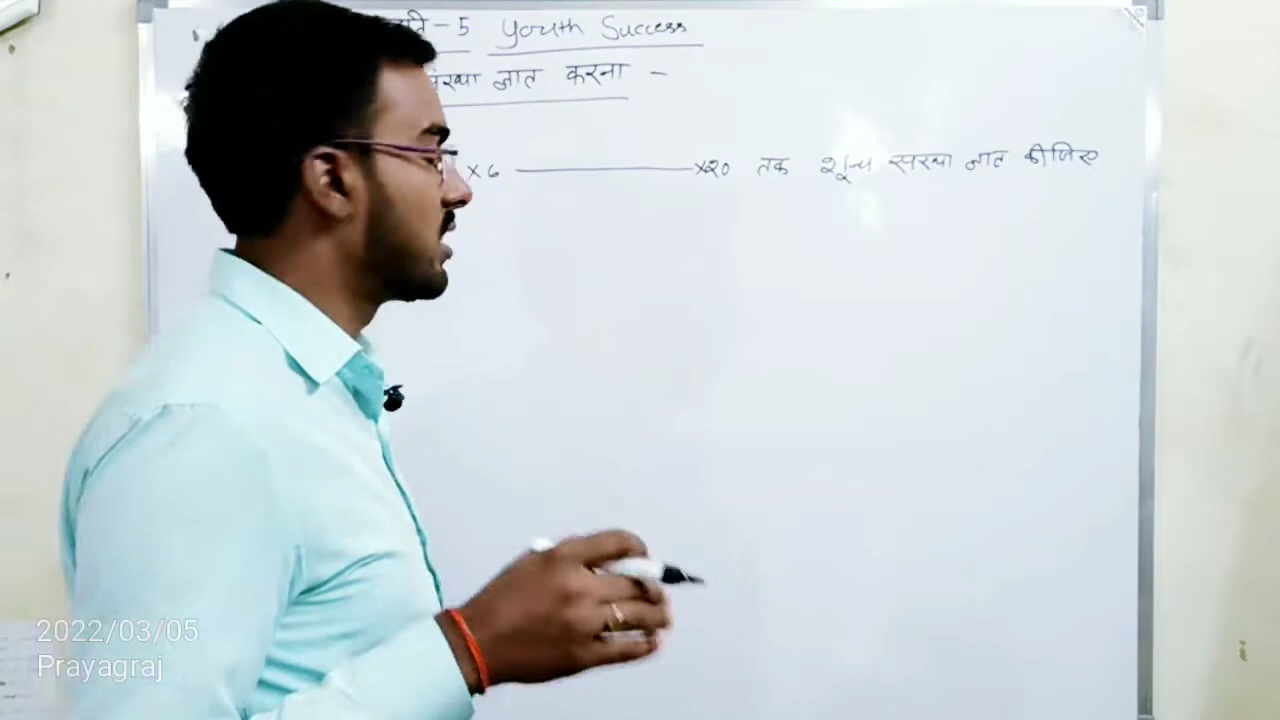 – 5 Youth Success
संख्या ज्ञात करना –
×6 ———— ×20 तक शून्य संख्या ज्ञात कीजिए
2022/03/05
Prayagraj